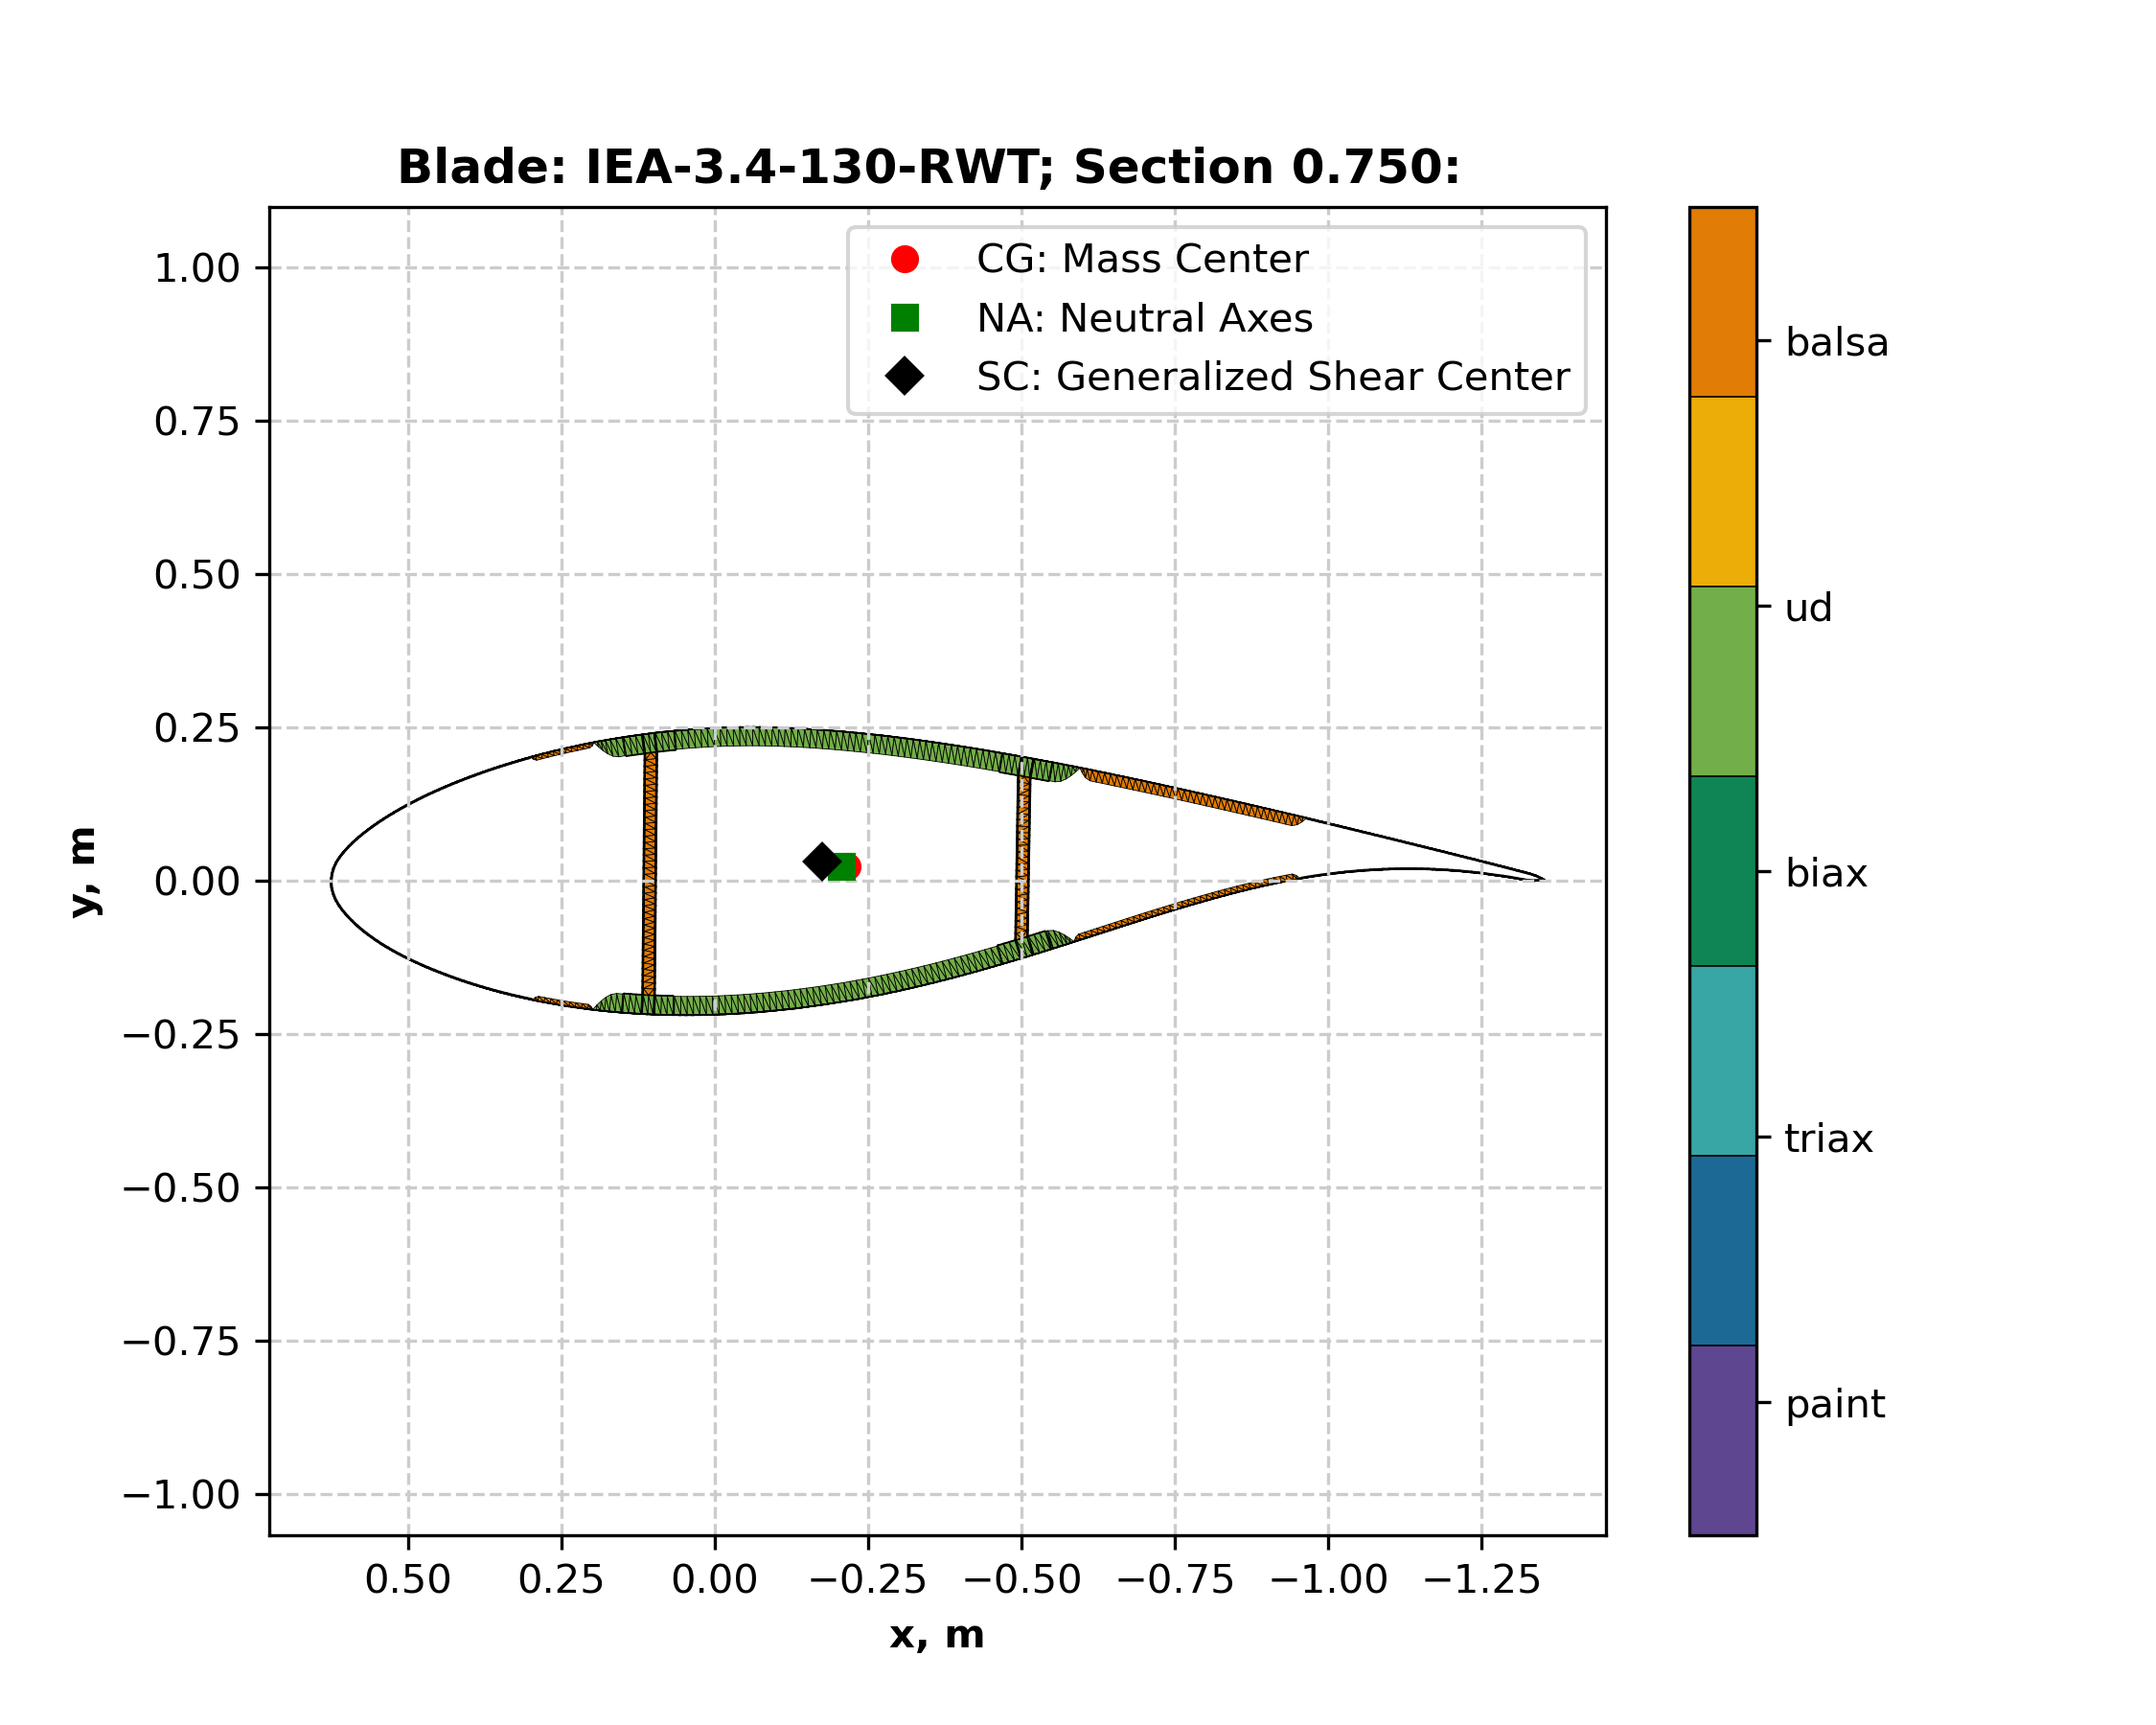 Blade: IEA-3.4-130-RWT; Section 0.750:
CG: Mass Center
NA: Neutral Axes
SC: Generalized Shear Center
1.00
0.75
0.50
0.25
0.00
−0.25
−0.50
−0.75
−1.00
y, m
0.50 0.25 0.00 −0.25 −0.50 −0.75 −1.00 −1.25
x, m
balsa
ud
biax
triax
paint